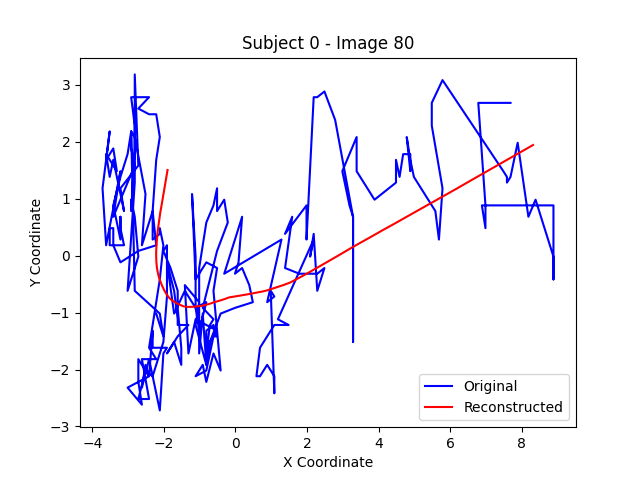 Subject 0 - Image 80
Y Coordinate
3
2
1
0
−1
−2
−3
−4
−2
0
2
4
6
8
X Coordinate
Original
Reconstructed